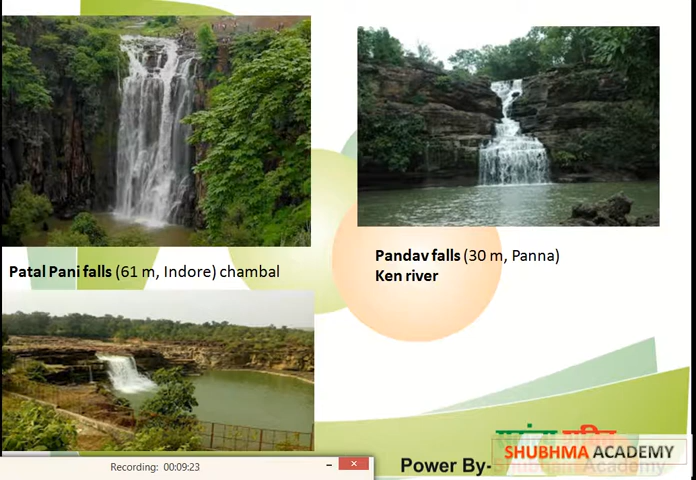 Patal Pani falls (61 m, Indore) chambal
Pandav falls (30 m, Panna)
Ken river
Recording: 00:09:23
SHUBHMA ACADEMY
Power By- Academy